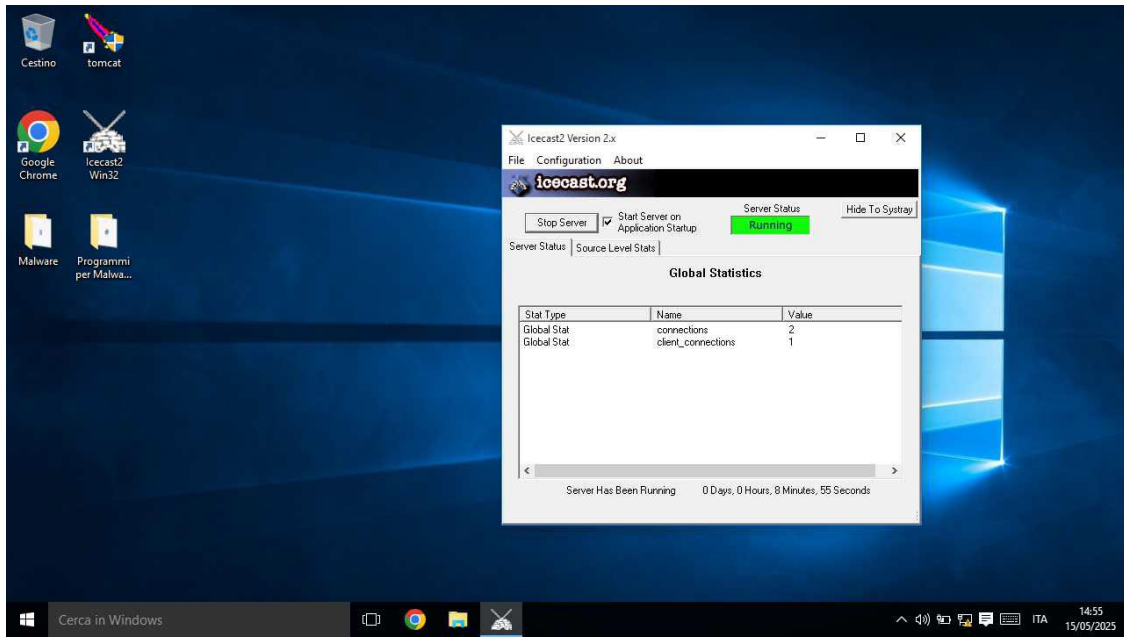 Cestino
tomcat
Google
Chrome
Icecast2
Win32
Malware
Programmi
per Malwa...
Icecast2 Version 2.x
File Configuration About
icecast.org
Stop Server
Start Server on
Application Startup
Server Status
Running
Hide To Systray
Server Status
Source Level Stats
Global Statistics
Stat Type Name Value
Global Stat connections 2
Global Stat client_connections 1
Server Has Been Running 0 Days, 0 Hours, 8 Minutes, 55 Seconds
Cerca in Windows
ITA
14:55
15/05/2025